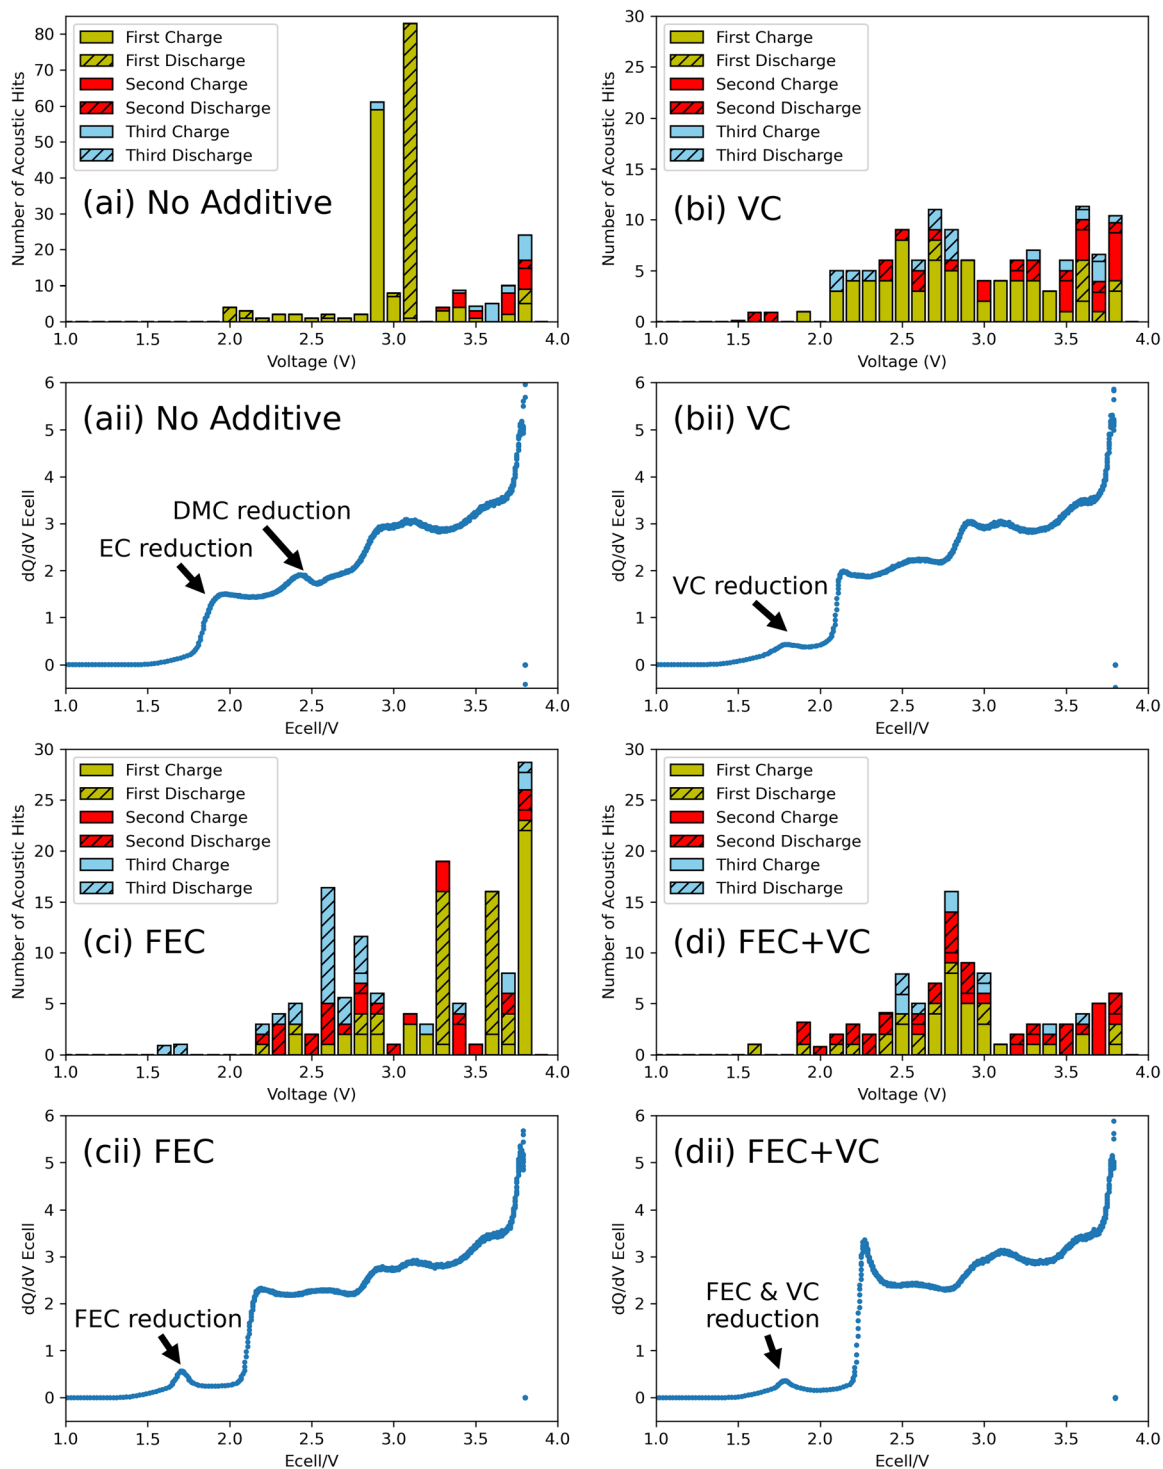 80
70
60
50
40
30
20
10
0
Number of Acoustic Hits
First Charge
First Discharge
Second Charge
Second Discharge
Third Charge
Third Discharge
(ai) No Additive
1.0 1.5 2.0 2.5 3.0 3.5 4.0
Voltage (V)
30
25
20
15
10
5
0
Number of Acoustic Hits
First Charge
First Discharge
Second Charge
Second Discharge
Third Charge
Third Discharge
(bi) VC
1.0 1.5 2.0 2.5 3.0 3.5 4.0
Voltage (V)
6
5
4
3
2
1
0
dQ/dV Ecell
(aii) No Additive
DMC reduction
EC reduction
1.0 1.5 2.0 2.5 3.0 3.5 4.0
Ecell/V
6
5
4
3
2
1
0
dQ/dV Ecell
(bii) VC
VC reduction
1.0 1.5 2.0 2.5 3.0 3.5 4.0
Ecell/V
30
25
20
15
10
5
0
Number of Acoustic Hits
First Charge
First Discharge
Second Charge
Second Discharge
Third Charge
Third Discharge
(ci) FEC
1.0 1.5 2.0 2.5 3.0 3.5 4.0
Voltage (V)
30
25
20
15
10
5
0
Number of Acoustic Hits
First Charge
First Discharge
Second Charge
Second Discharge
Third Charge
Third Discharge
(di) FEC+VC
1.0 1.5 2.0 2.5 3.0 3.5 4.0
Voltage (V)
6
5
4
3
2
1
0
dQ/dV Ecell
(cii) FEC
FEC reduction
1.0 1.5 2.0 2.5 3.0 3.5 4.0
Ecell/V
6
5
4
3
2
1
0
dQ/dV Ecell
(dii) FEC+VC
FEC & VC
reduction
1.0 1.5 2.0 2.5 3.0 3.5 4.0
Ecell/V